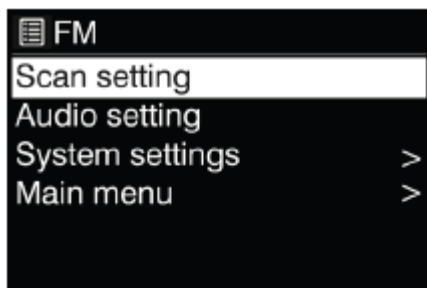 FM
Scan setting
Audio setting
System settings >
Main menu >